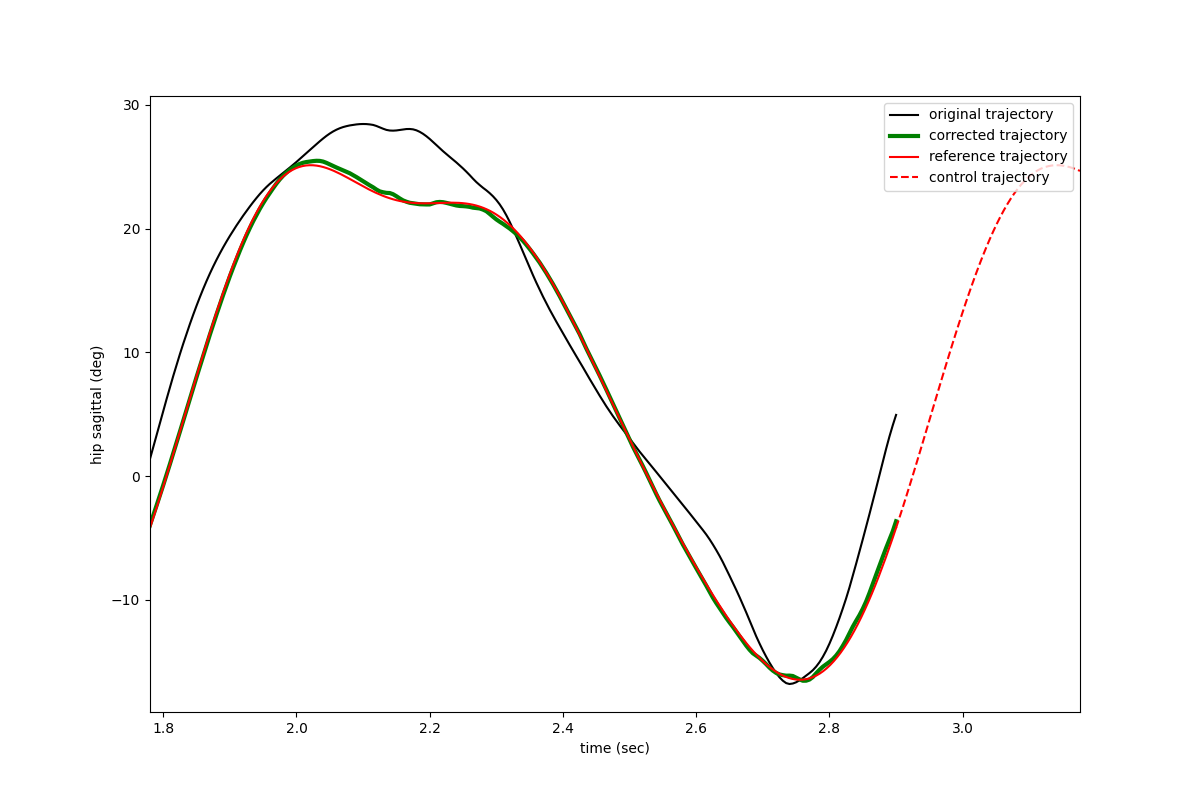 original trajectory
corrected trajectory
reference trajectory
control trajectory
30
20
10
0
−10
hip sagittal (deg)
1.8 2.0 2.2 2.4 2.6 2.8 3.0
time (sec)